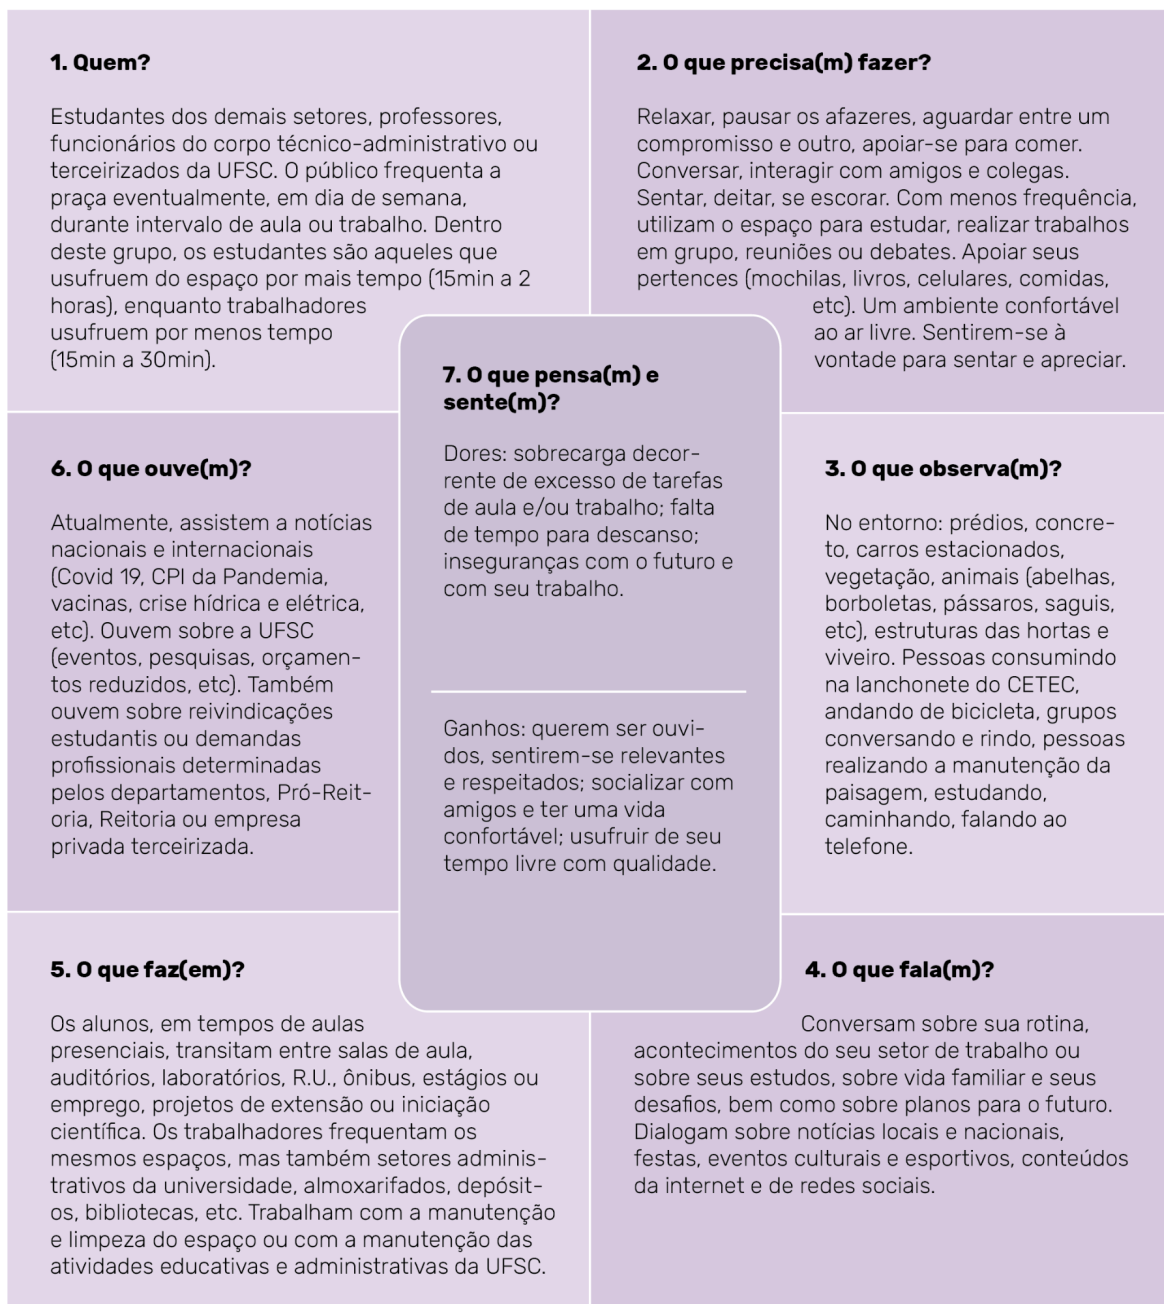 1. Quem?
Estudantes dos demais setores, professores,
funcionários do corpo técnico-administrativo ou
terceirizados da UFSC. O público frequenta a
praça eventualmente, em dia de semana,
durante intervalo de aula ou trabalho. Dentro
deste grupo, os estudantes são aqueles que
usufruem do espaço por mais tempo (15min a 2
horas), enquanto trabalhadores
usufruem por menos tempo
(15min a 30min).
2. O que precisa(m) fazer?
Relaxar, pausar os afazeres, aguardar entre um
compromisso e outro, apoiar-se para comer.
Conversar, interagir com amigos e colegas.
Sentar, deitar, se escorar. Com menos frequência,
utilizam o espaço para estudar, realizar trabalhos
em grupo, reuniões ou debates. Apoiar seus
pertences (mochilas, livros, celulares, comidas,
etc). Um ambiente confortável
ao ar livre. Sentirem-se à
vontade para sentar e apreciar.
3. O que observa(m)?
No entorno: prédios, concre-
to, carros estacionados,
vegetação, animais (abelhas,
borboletas, pássaros, saguis,
etc), estruturas das hortas e
viveiro. Pessoas consumindo
na lanchonete do CETEC,
andando de bicicleta, grupos
conversando e rindo, pessoas
realizando a manutenção da
paisagem, estudando,
caminhando, falando ao
telefone.
4. O que fala(m)?
Conversam sobre sua rotina,
acontecimentos do seu setor de trabalho ou
sobre seus estudos, sobre vida familiar e seus
desafios, bem como sobre planos para o futuro.
Dialogam sobre notícias locais e nacionais,
festas, eventos culturais e esportivos, conteúdos
da internet e de redes sociais.
5. O que faz(em)?
Os alunos, em tempos de aulas
presenciais, transitam entre salas de aula,
auditórios, laboratórios, R.U., ônibus, estágios ou
emprego, projetos de extensão ou iniciação
científica. Os trabalhadores frequentam os
mesmos espaços, mas também setores adminis-
trativos da universidade, almoxarifados, depósit-
os, bibliotecas, etc. Trabalham com a manutenção
e limpeza do espaço ou com a manutenção das
atividades educativas e administrativas da UFSC.
6. O que ouve(m)?
Atualmente, assistem a notícias
nacionais e internacionais
(Covid 19, CPI da Pandemia,
vacinas, crise hídrica e elétrica,
etc). Ouvem sobre a UFSC
(eventos, pesquisas, orçamen-
tos reduzidos, etc). Também
ouvem sobre reivindicações
estudantis ou demandas
profissionais determinadas
pelos departamentos, Pró-Reit-
oria, Reitoria ou empresa
privada terceirizada.
7. O que pensa(m) e
sente(m)?
Dores: sobrecarga decor-
rente de excesso de tarefas
de aula e/ou trabalho; falta
de tempo para descanso;
inseguranças com o futuro e
com seu trabalho.
Ganhos: querem ser ouvi-
dos, sentirem-se relevantes
e respeitados; socializar com
amigos e ter uma vida
confortável; usufruir de seu
tempo livre com qualidade.